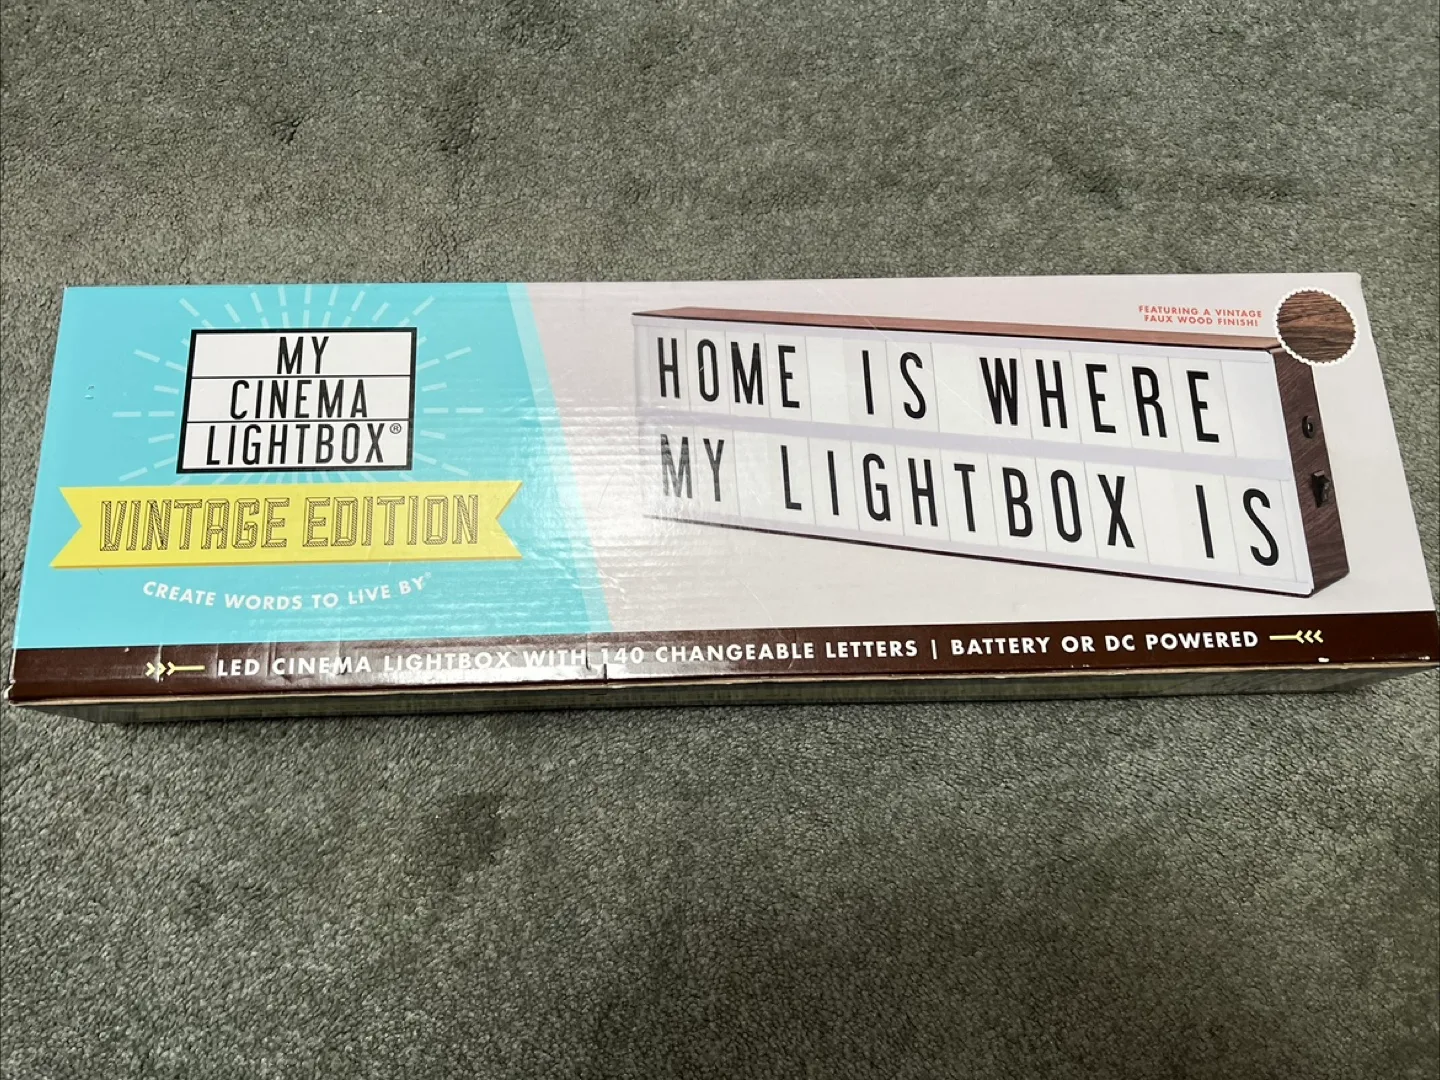 MY
CINEMA
LIGHTBOX®
VINTAGE EDITION
CREATE WORDS TO LIVE BY®
FEATURING A VINTAGE
FAUX WOOD FINISH!
HOME IS WHERE
MY LIGHTBOX IS
LED CINEMA LIGHTBOX WITH 140 CHANGEABLE LETTERS | BATTERY OR DC POWERED